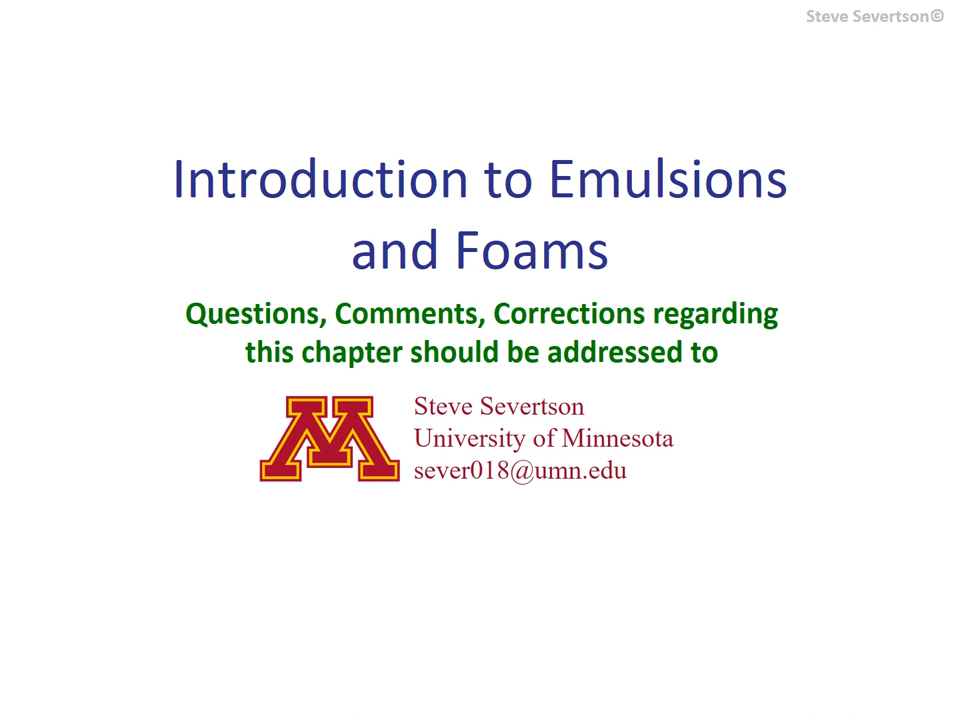 Steve Severtson©
Introduction to Emulsions
and Foams
Questions, Comments, Corrections regarding
this chapter should be addressed to
Steve Severtson
University of Minnesota
sever018@umn.edu
M